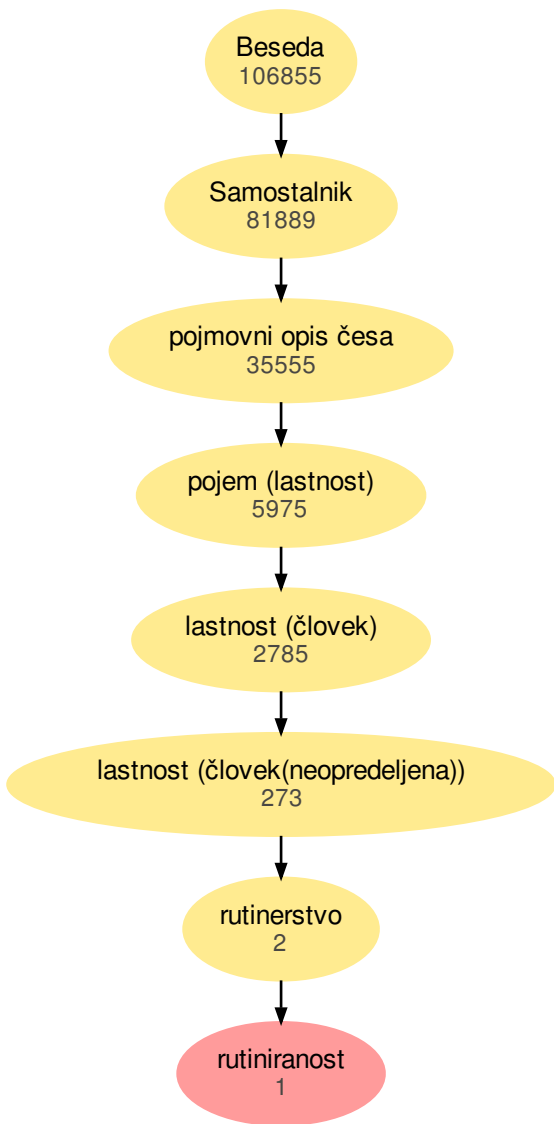 Beseda
106855
Samostalnik
81889
pojmovni opis česa
35555
pojem (lastnost)
5975
lastnost (človek)
2785
lastnost (človek(neopredeljena))
273
rutinerstvo
2
rutiniranost
1